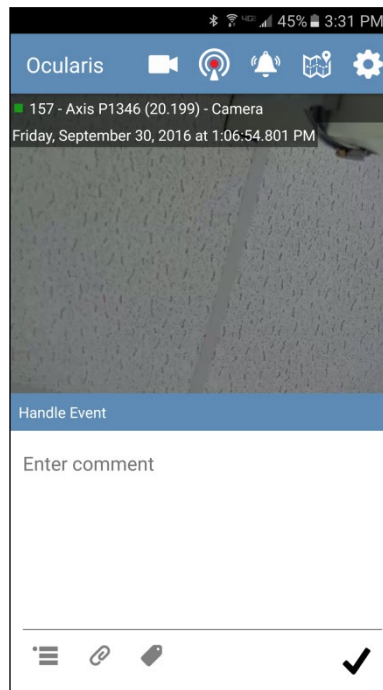 45% 3:31 PM
Ocularis
157 - Axis P1346 (20.199) - Camera
Friday, September 30, 2016 at 1:06:54.801 PM
Handle Event
Enter comment